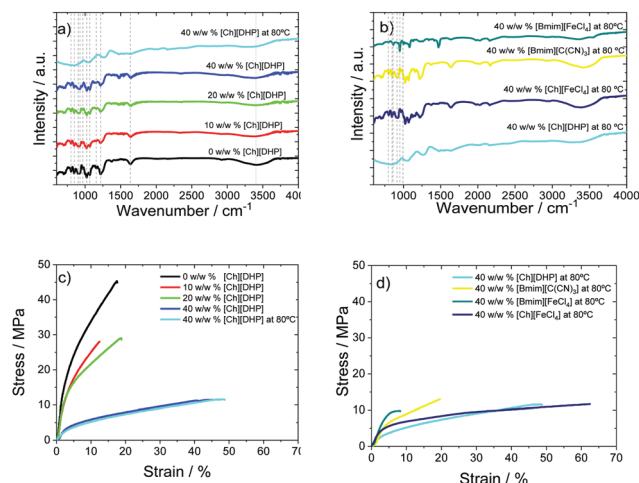 a)
40 w/w % [Ch][DHP] at 80ºC
40 w/w % [Ch][DHP]
20 w/w % [Ch][DHP]
10 w/w % [Ch][DHP]
0 w/w % [Ch][DHP]
Intensity / a.u.
1000 2000 3000 4000
Wavenumber / cm⁻¹
b)
40 w/w % [Bmim][FeCl₄] at 80 ºC
40 w/w % [Bmim][C(CN)₃] at 80 ºC
40 w/w % [Ch][FeCl₄] at 80 ºC
40 w/w % [Ch][DHP] at 80 ºC
Intensity / a.u.
1000 1500 2000 2500 3000 3500 4000
Wavenumber / cm⁻¹
c)
0 w/w % [Ch][DHP]
10 w/w % [Ch][DHP]
20 w/w % [Ch][DHP]
40 w/w % [Ch][DHP]
40 w/w % [Ch][DHP] at 80ºC
Stress / MPa
50
40
30
20
10
0
0 10 20 30 40 50 60 70
Strain / %
d)
40 w/w % [Ch][DHP] at 80ºC
40 w/w % [Bmim][C(CN)₃ at 80ºC
40 w/w % [Bmim][FeCl₄] at 80ºC
40 w/w % [Ch][FeCl₄] at 80ºC
Stress / MPa
50
40
30
20
10
0
0 10 20 30 40 50 60 70
Strain / %